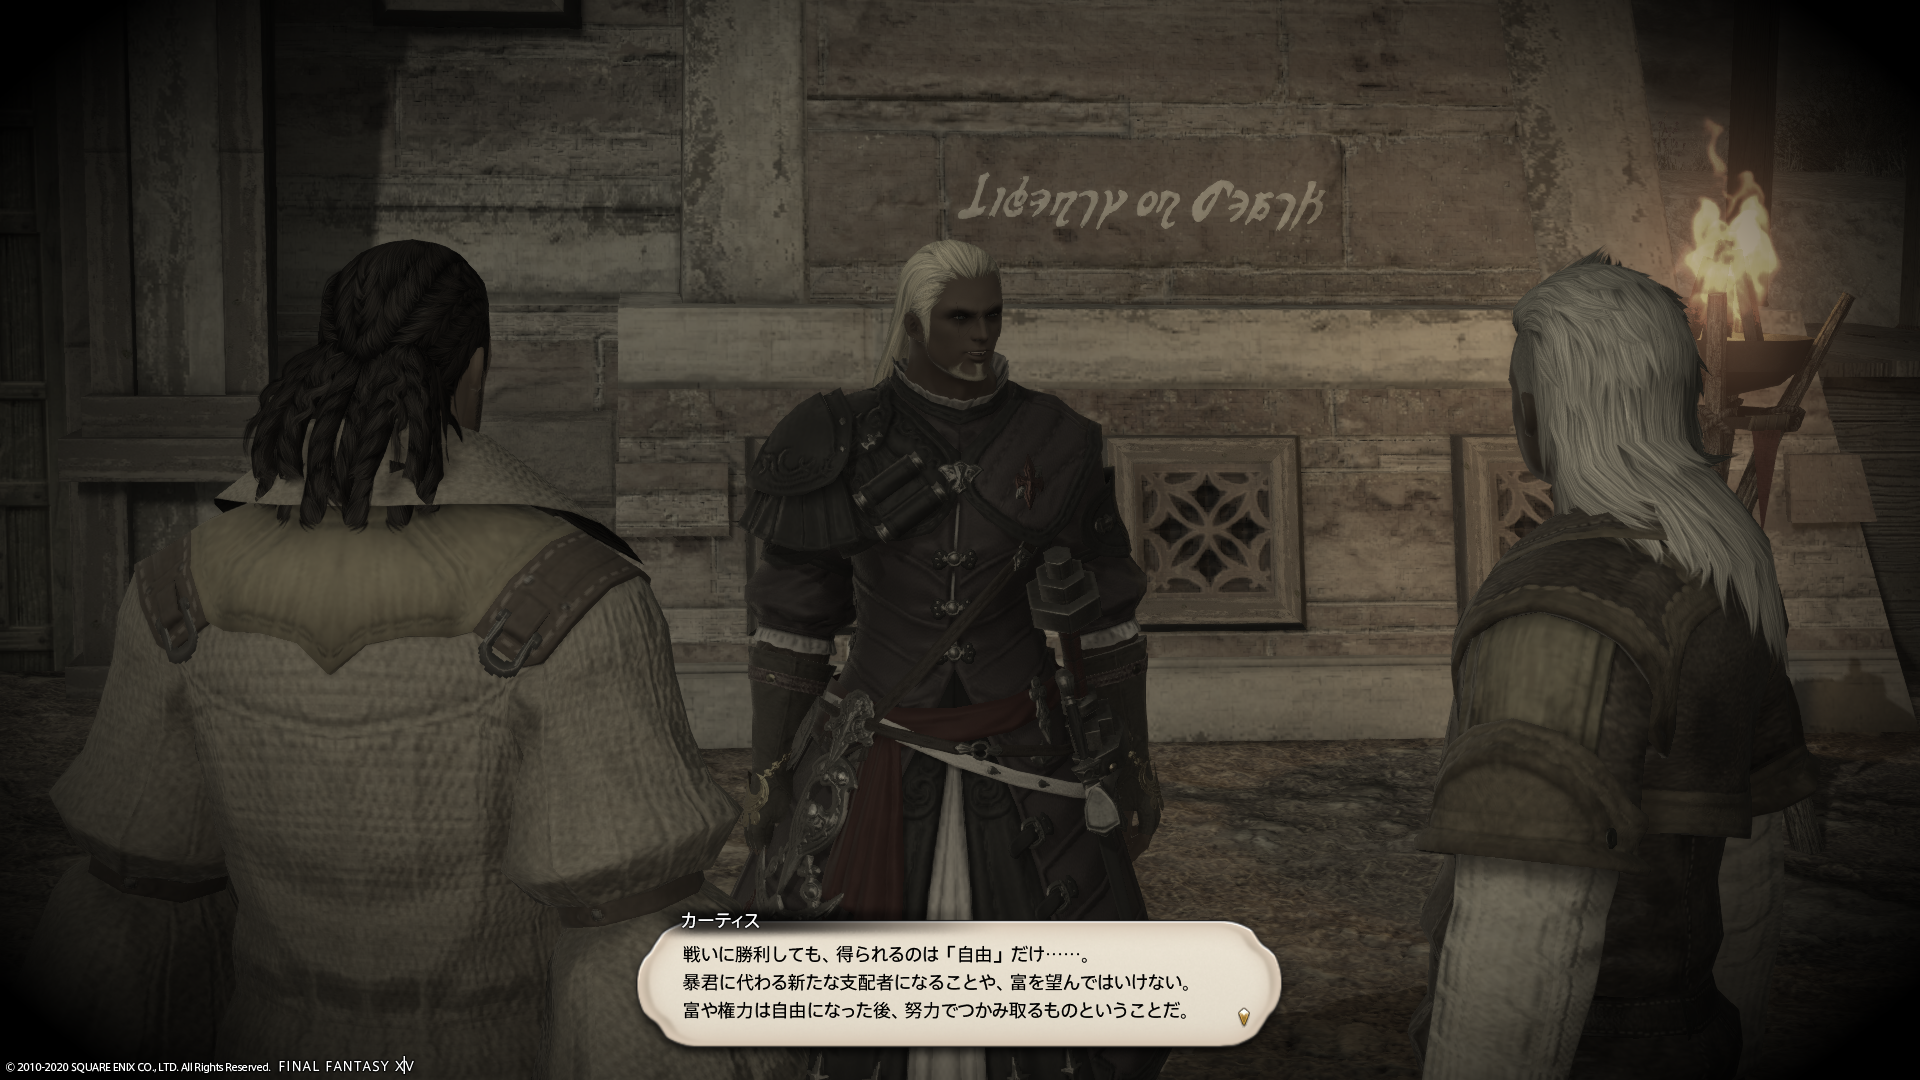 Liberty or Death
カーティス
戦いに勝利しても、得られるのは「自由」だけ……。
暴君に代わる新たな支配者になることや、富を望んではいけない。
富や権力は自由になった後、努力でつかみ取るものということだ。
© 2010-2020 SQUARE ENIX CO., LTD. All Rights Reserved. FINAL FANTASY XIV